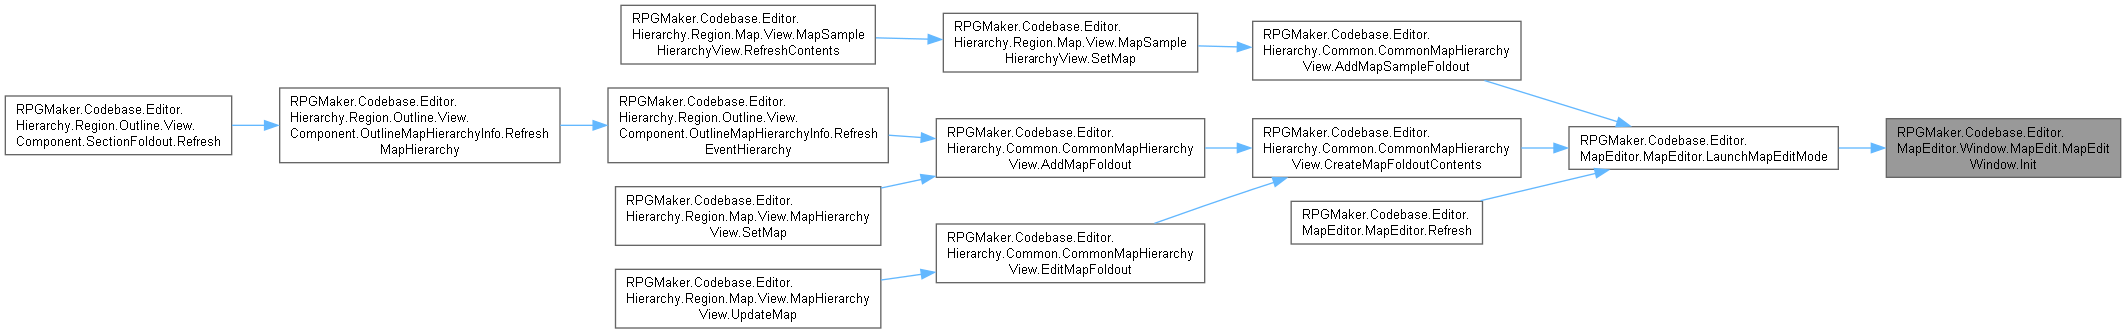 RPGMaker.Codebase.Editor.
Hierarchy.Region.Map.View.MapSample
HierarchyView.RefreshContents
RPGMaker.Codebase.Editor.
Hierarchy.Region.Map.View.MapSample
HierarchyView.SetMap
RPGMaker.Codebase.Editor.
Hierarchy.Common.CommonMapHierarchy
View.AddMapSampleFoldout
RPGMaker.Codebase.Editor.
Hierarchy.Region.Outline.View.
Component.SectionFoldout.Refresh
RPGMaker.Codebase.Editor.
Hierarchy.Region.Outline.View.
Component.OutlineMapHierarchyInfo.Refresh
MapHierarchy
RPGMaker.Codebase.Editor.
Hierarchy.Region.Outline.View.
Component.OutlineMapHierarchyInfo.Refresh
EventHierarchy
RPGMaker.Codebase.Editor.
Hierarchy.Common.CommonMapHierarchy
View.AddMapFoldout
RPGMaker.Codebase.Editor.
Hierarchy.Common.CommonMapHierarchy
View.CreateMapFoldoutContents
RPGMaker.Codebase.Editor.
MapEditor.MapEditor.LaunchMapEditMode
RPGMaker.Codebase.Editor.
MapEditor.Window.MapEdit.MapEdit
Window.Init
RPGMaker.Codebase.Editor.
Hierarchy.Region.Map.View.MapHierarchy
View.SetMap
RPGMaker.Codebase.Editor.
MapEditor.MapEditor.Refresh
RPGMaker.Codebase.Editor.
Hierarchy.Common.CommonMapHierarchy
View.EditMapFoldout
RPGMaker.Codebase.Editor.
Hierarchy.Region.Map.View.MapHierarchy
View.UpdateMap